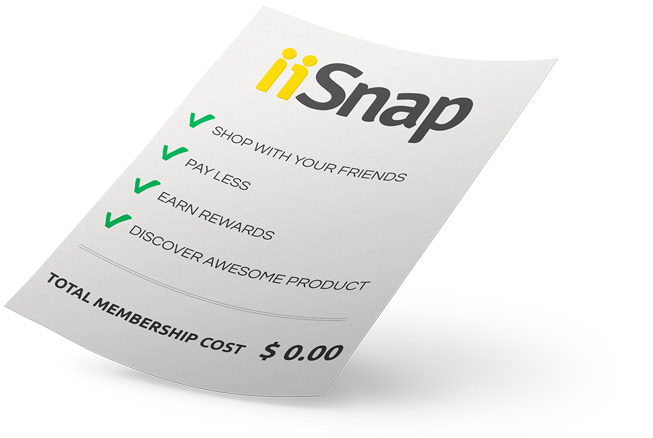 iiSnap
SHOP WITH YOUR FRIENDS
PAY LESS
EARN REWARDS
DISCOVER AWESOME PRODUCT
TOTAL MEMBERSHIP COST $ 0.00